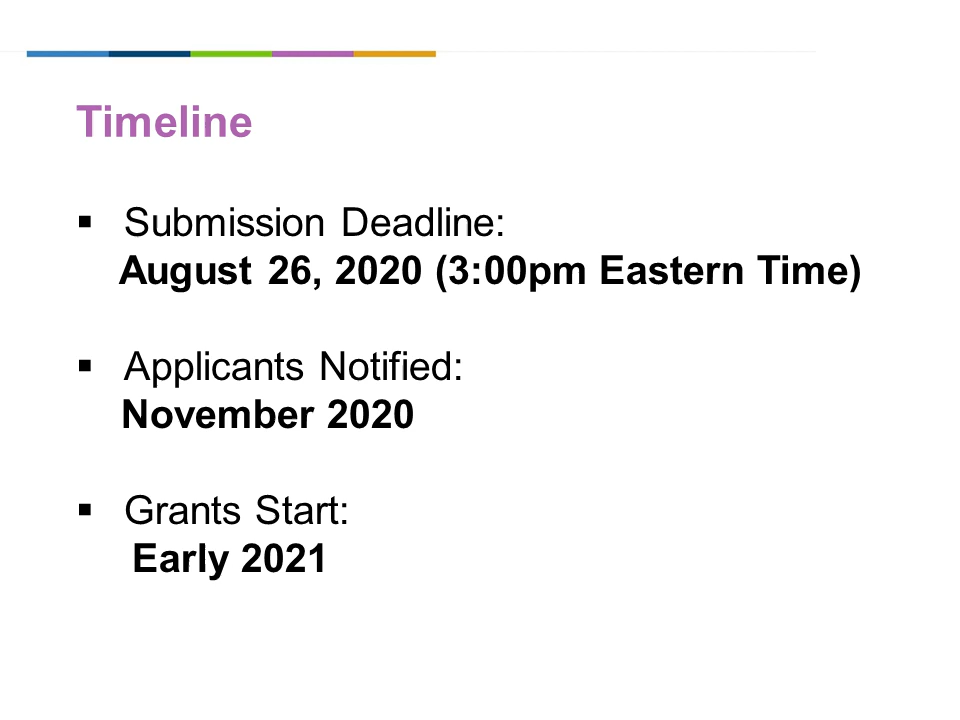 Timeline
▪ Submission Deadline:
August 26, 2020 (3:00pm Eastern Time)
▪ Applicants Notified:
November 2020
▪ Grants Start:
Early 2021